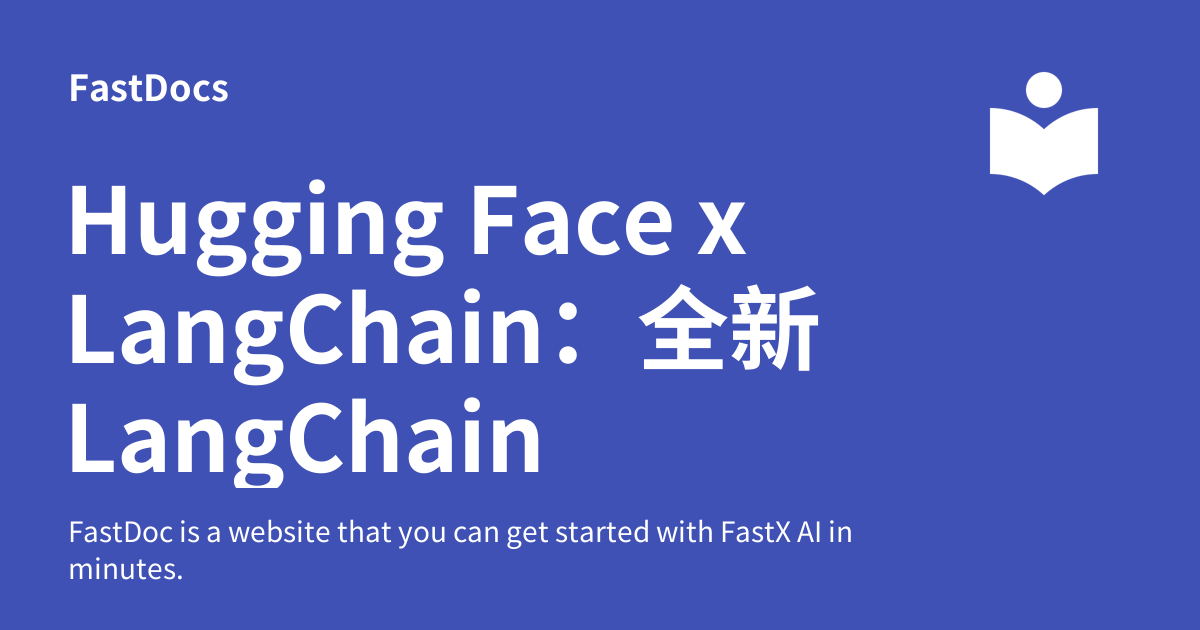 FastDocs
Hugging Face x
LangChain：全新
LangChain
FastDoc is a website that you can get started with FastX AI in
minutes.